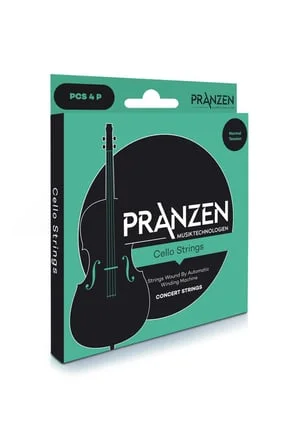 PCS 4 P
PRANZEN
Normal
Tension
PRANZEN
MUSIKTECHNOLOGIEN
Cello Strings
Strings Wound By Automatic
Winding Machine
CONCERT STRINGS
Cello Strings